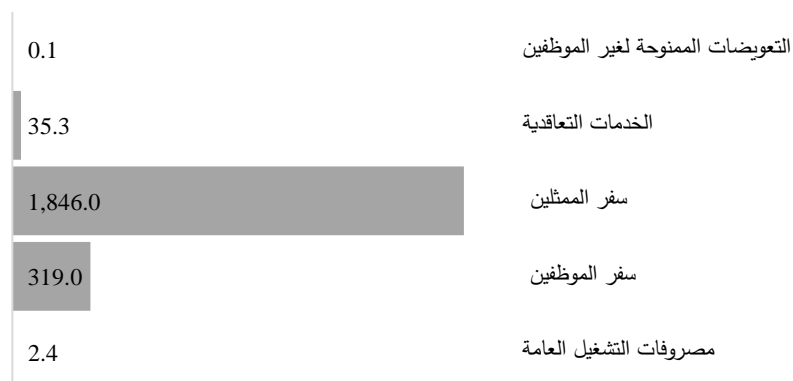 التعويضات الممنوحة لغير الموظفين 0.1
الخدمات التعاقدية 35.3
سفر الممثلين 1,846.0
سفر الموظفين 319.0
مصروفات التشغيل العامة 2.4